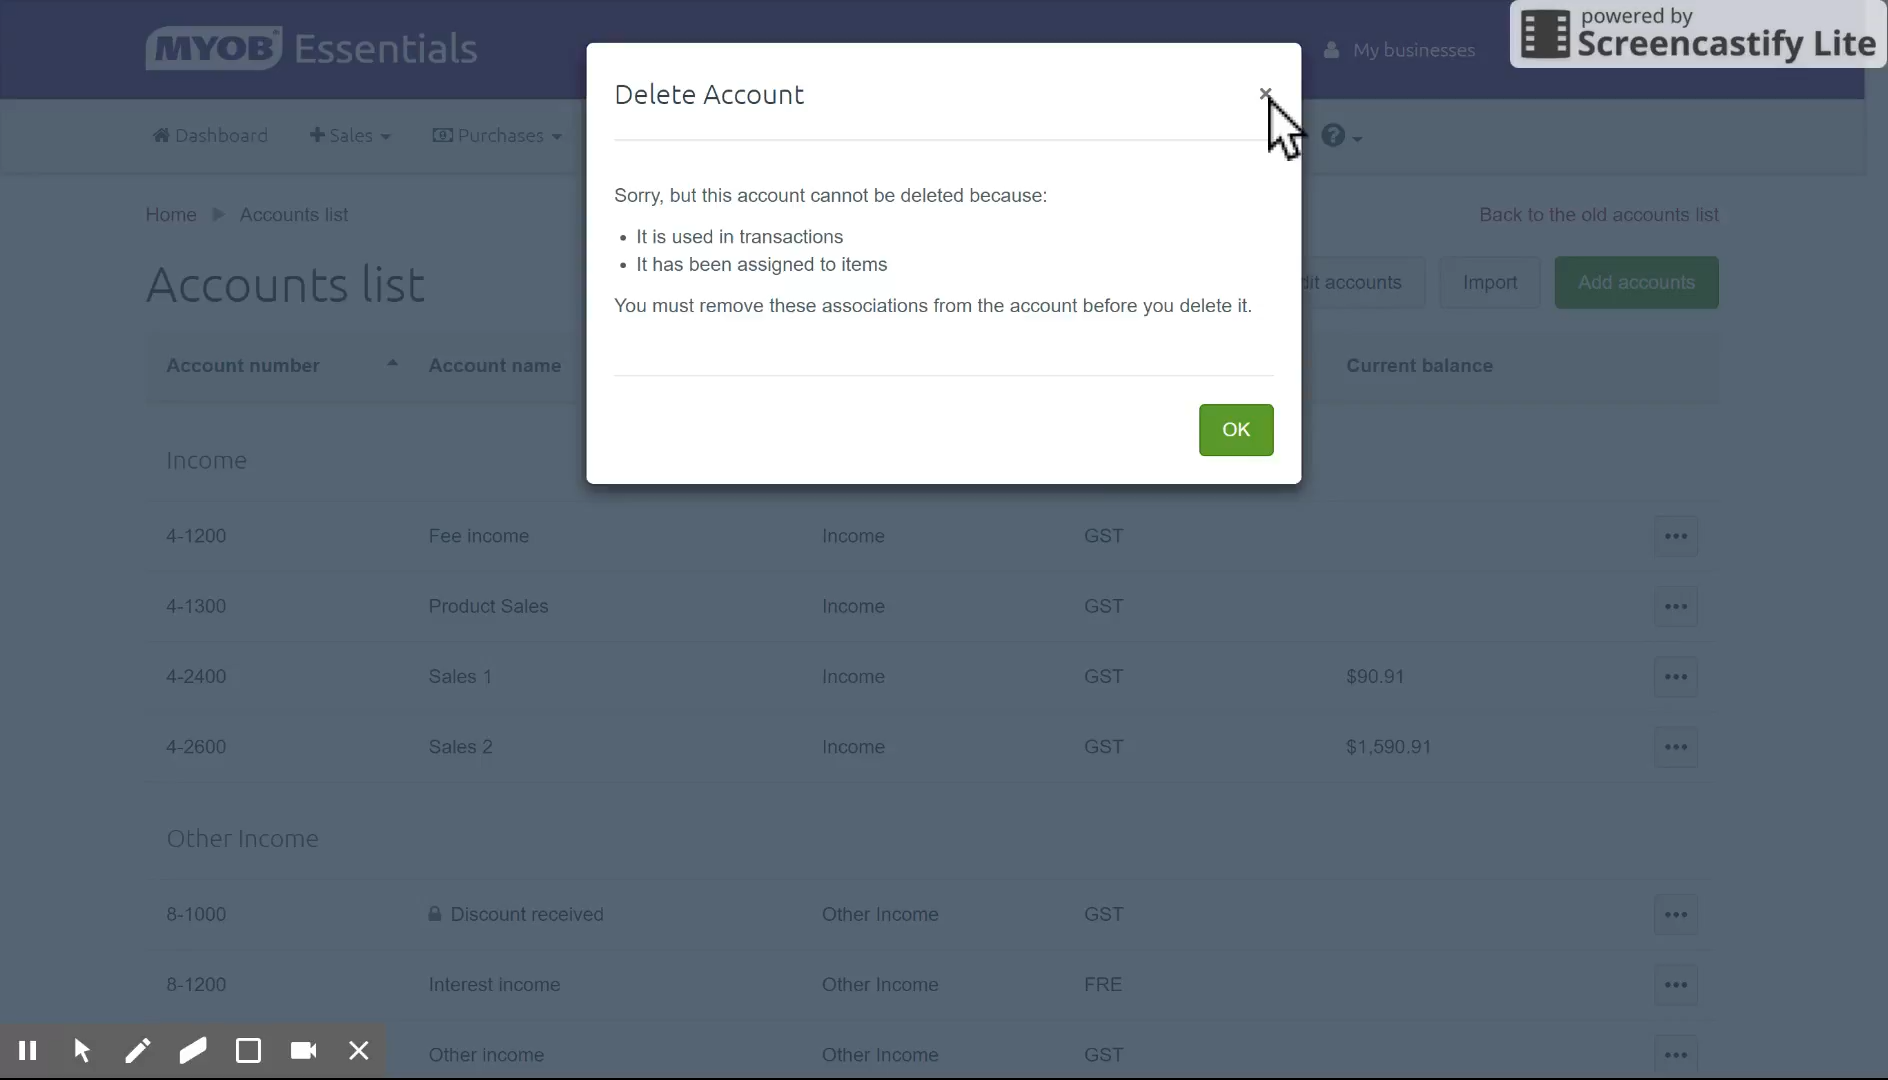 powered by
Screencastify Lite
MYOB Essentials
My businesses
Delete Account
×
Dashboard Sales Purchases
Sorry, but this account cannot be deleted because:
• It is used in transactions
• It has been assigned to items
You must remove these associations from the account before you delete it.
OK
Home Accounts list
Back to the old accounts list
Accounts list
accounts Import Add accounts
Account number Account name Current balance
Income
4-1200 Fee income Income GST
4-1300 Product Sales Income GST
4-2400 Sales 1 Income GST $90.91
4-2600 Sales 2 Income GST $1,590.91
Other Income
8-1000 Discount received Other Income GST
8-1200 Interest income Other Income FRE
Other income Other Income GST